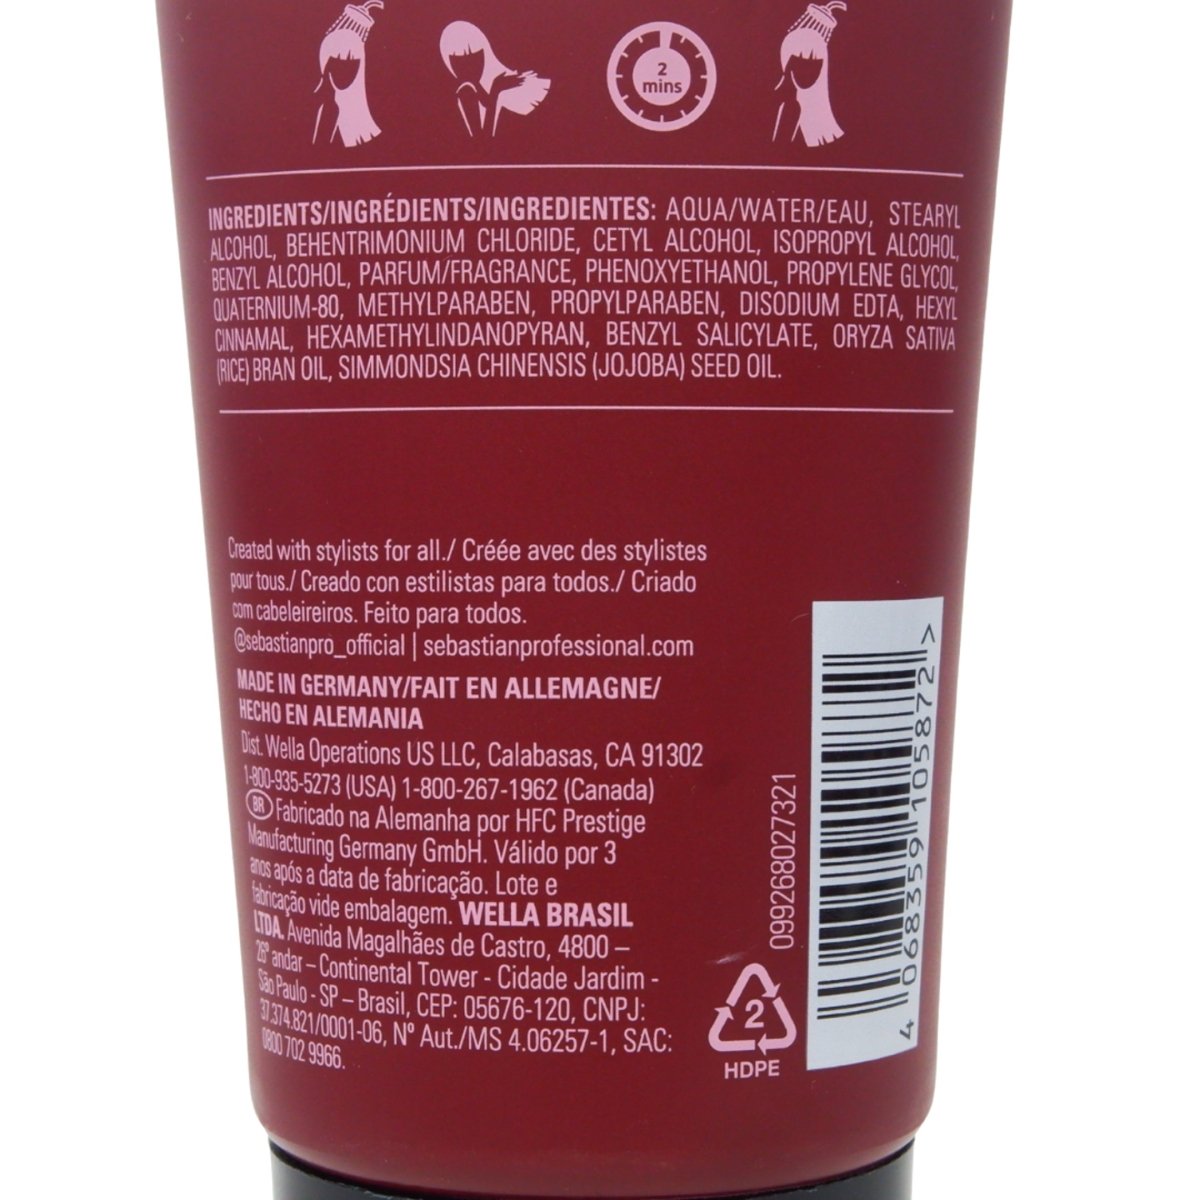 2
mins
INGREDIENTS/INGRÉDIENTS/INGREDIENTES: AQUA/WATER/EAU, STEARYL
ALCOHOL, BEHENTRIMONIUM CHLORIDE, CETYL ALCOHOL, ISOPROPYL ALCOHOL,
BENZYL ALCOHOL, PARFUM/FRAGRANCE, PHENOXYETHANOL, PROPYLENE GLYCOL,
QUATERNIUM-80, METHYLPARABEN, PROPYLPARABEN, DISODIUM EDTA, HEXYL
CINNAMAL, HEXAMETHYLINDANOPYRAN, BENZYL SALICYLATE, ORYZA SATIVA
(RICE) BRAN OIL, SIMMONDSIA CHINENSIS (JOJOBA) SEED OIL.
Created with stylists for all./ Créée avec des stylistes
pour tous./ Creado con estilistas para todos./ Criado
com cabeleireiros. Feito para todos.
@sebastianpro_official | sebastianprofessional.com
MADE IN GERMANY/FAIT EN ALLEMAGNE/
HECHO EN ALEMANIA
Dist. Wella Operations US LLC, Calabasas, CA 91302
1-800-935-5273 (USA) 1-800-267-1962 (Canada)
BR Fabricado na Alemanha por HFC Prestige
Manufacturing Germany GmbH. Válido por 3
anos após a data de fabricação. Lote e
fabricação vide embalagem. WELLA BRASIL
LTDA. Avenida Magalhães de Castro, 4800 –
26º andar – Continental Tower - Cidade Jardim -
São Paulo - SP – Brasil, CEP: 05676-120, CNPJ:
37.374.821/0001-06, Nº Aut./MS 4.06257-1, SAC:
0800 702 9966.
099268027321
2
HDPE
4 068359 105872 >